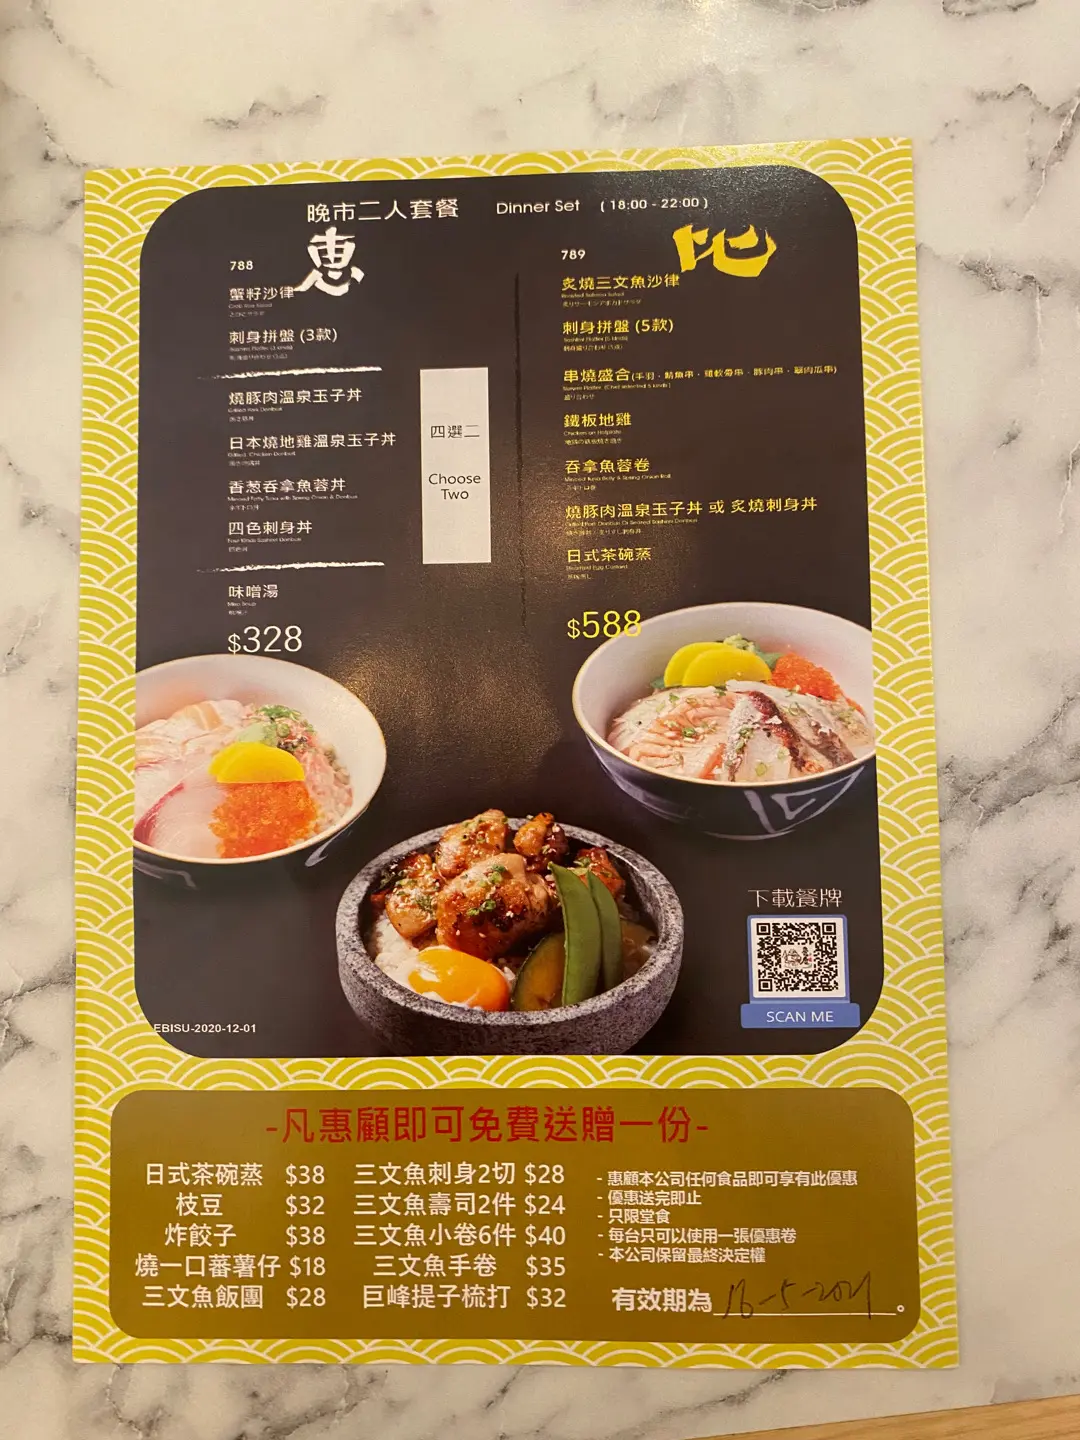 晚市二人套餐 Dinner Set ( 18:00 - 22:00 )
惠
788
蟹籽沙律
刺身拼盤 (3款)
燒豚肉溫泉玉子丼
日本燒地雞溫泉玉子丼
香葱吞拿魚蓉丼
四色刺身丼
味噌湯
Miso Soup
$328
四選二
Choose
Two
789
炙燒三文魚沙律
刺身拼盤 (5款)
串燒盛合
鐵板地雞
吞拿魚蓉卷
燒豚肉溫泉玉子丼 或 炙燒刺身丼
日式茶碗蒸
$588
下載餐牌
SCAN ME
EBISU-2020-12-01
-凡惠顧即可免費送贈一份-
日式茶碗蒸 $38
枝豆 $32
炸餃子 $38
燒一口蕃薯仔 $18
三文魚飯團 $28
三文魚刺身2切 $28
三文魚壽司2件 $24
三文魚小卷6件 $40
三文魚手卷 $35
巨峰提子梳打 $32
- 惠顧本公司任何食品即可享有此優惠
- 優惠送完即止
- 只限堂食
- 每台只可以使用一張優惠卷
- 本公司保留最終決定權
有效期為 16-5-2021 。